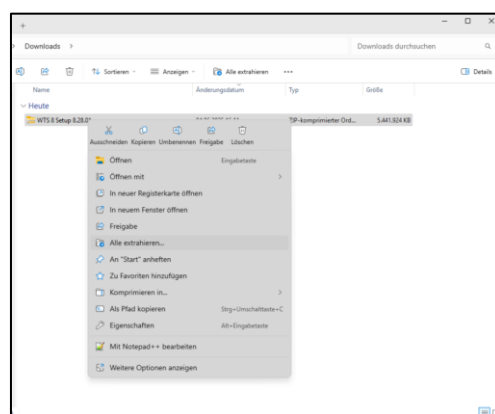 Downloads
Downloads durchsuchen
Sortieren
Anzeigen
Alle extrahieren
Details
Name
Änderungsdatum
Typ
Größe
Heute
WTS 8 Setup 8.28.0
ZIP-komprimierter Ord...
5.441.924 KB
Ausschneiden Kopieren Umbenennen Freigabe Löschen
Öffnen Eingabetaste
Öffnen mit
In neuer Registerkarte öffnen
In neuem Fenster öffnen
Freigabe
Alle extrahieren...
An "Start" anheften
Zu Favoriten hinzufügen
Komprimieren in...
Als Pfad kopieren Strg+Umschalttaste+C
Eigenschaften Alt+Eingabetaste
Mit Notepad++ bearbeiten
Weitere Optionen anzeigen